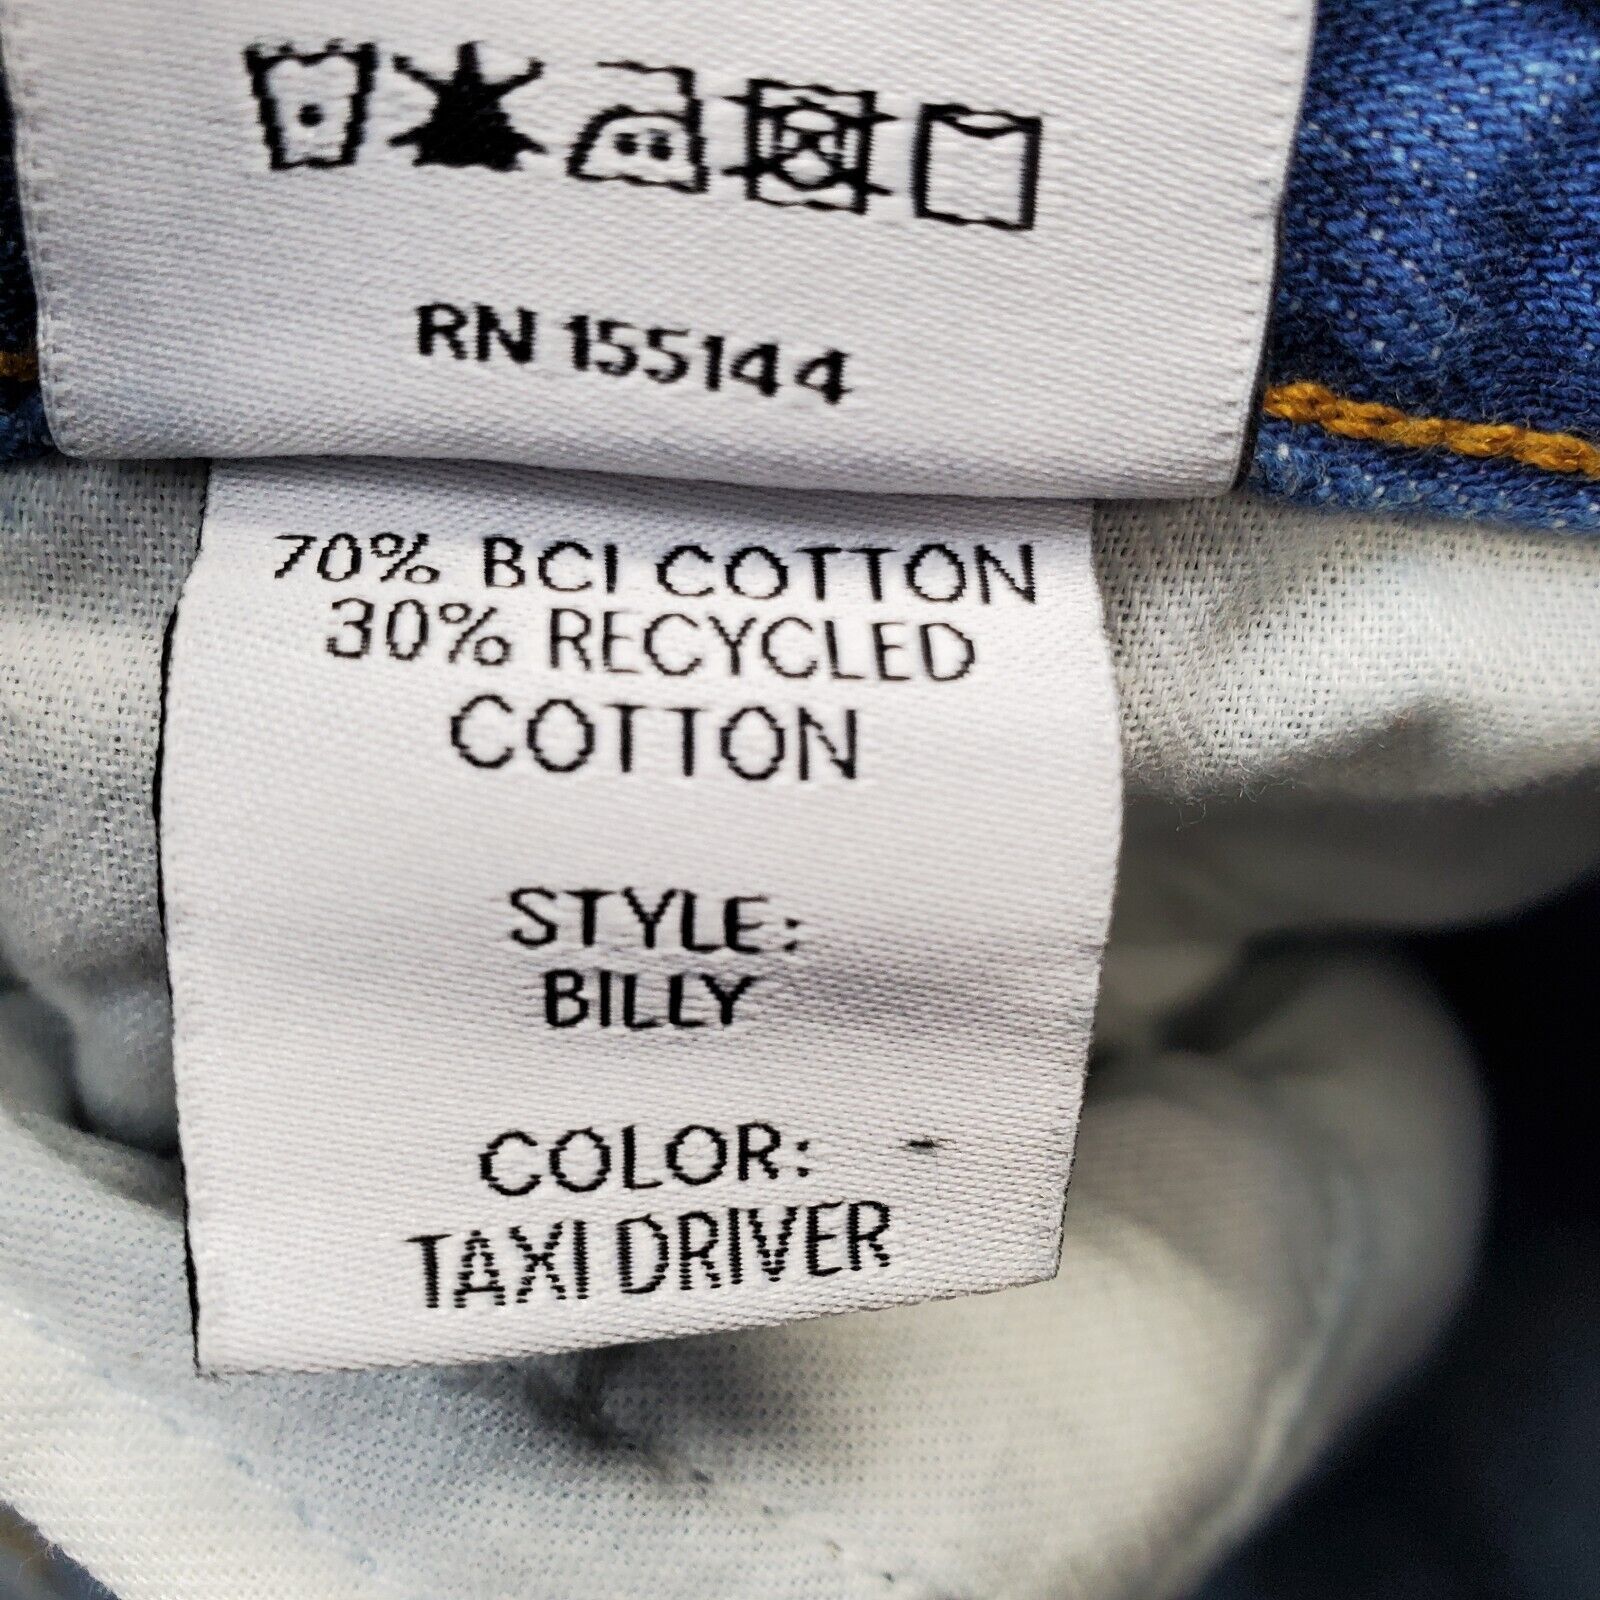 RN 155144
70% BCI COTTON
30% RECYCLED
COTTON
STYLE:
BILLY
COLOR:
TAXI DRIVER